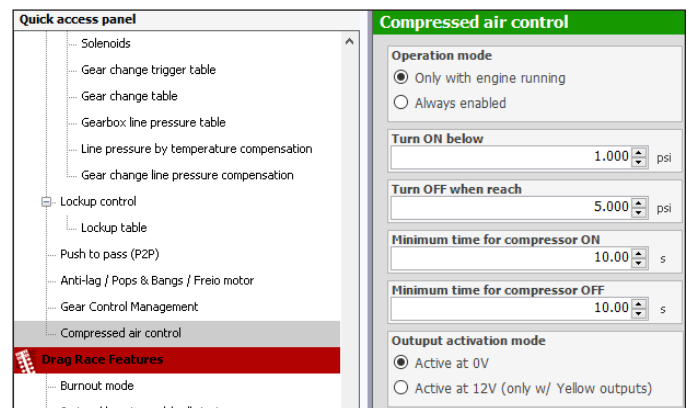 Quick access panel
Solenoids
Gear change trigger table
Gear change table
Gearbox line pressure table
Line pressure by temperature compensation
Gear change line pressure compensation
Lockup control
Lockup table
Push to pass (P2P)
Anti-lag / Pops & Bangs / Freio motor
Gear Control Management
Compressed air control
Drag Race Features
Burnout mode
Compressed air control
Operation mode
Only with engine running
Always enabled
Turn ON below
1.000 psi
Turn OFF when reach
5.000 psi
Minimum time for compressor ON
10.00 s
Minimum time for compressor OFF
10.00 s
Outuput activation mode
Active at 0V
Active at 12V (only w/ Yellow outputs)